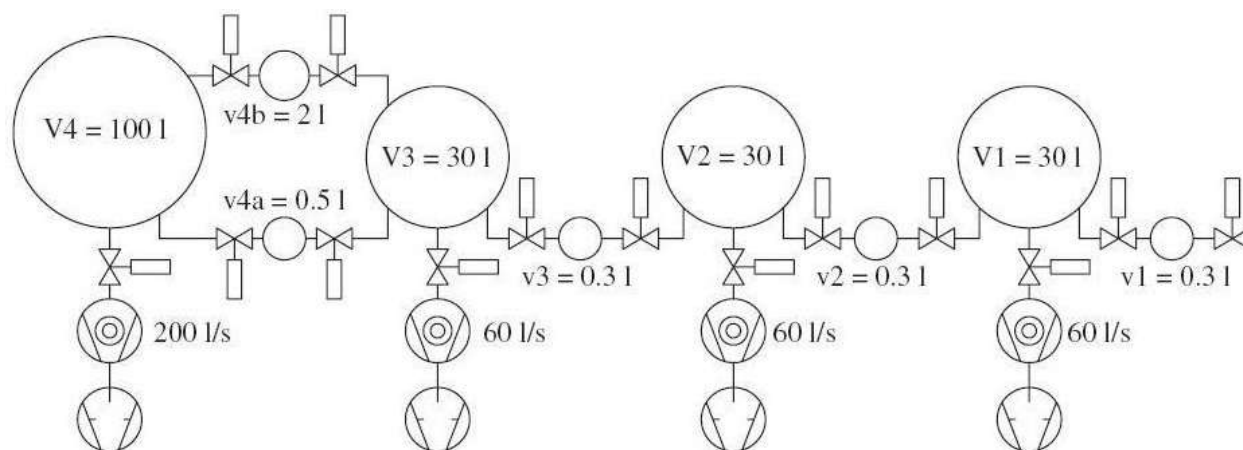 v4b = 2 l
V4 = 100 l
V3 = 30 l
V2 = 30 l
V1 = 30 l
v4a = 0.5 l
v3 = 0.3 l
v2 = 0.3 l
v1 = 0.3 l
200 l/s
60 l/s
60 l/s
60 l/s